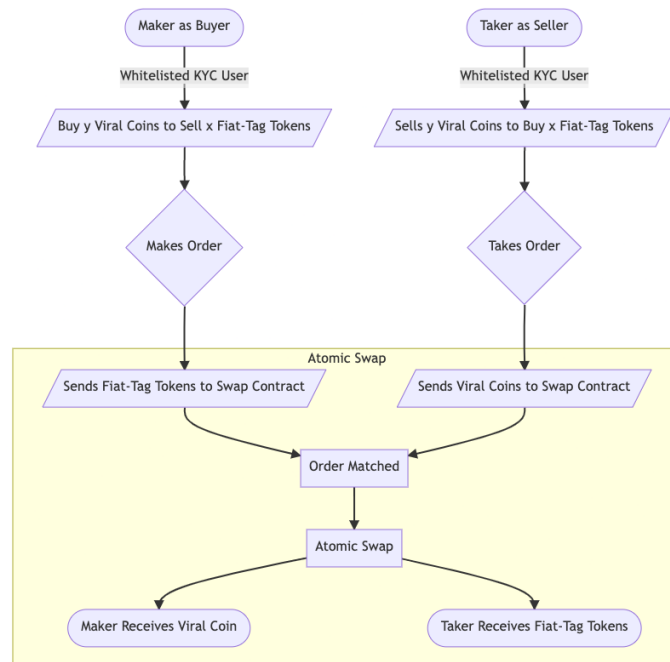 Maker as Buyer
Taker as Seller
Whitelisted KYC User
Whitelisted KYC User
Buy y Viral Coins to Sell x Fiat-Tag Tokens
Sells y Viral Coins to Buy x Fiat-Tag Tokens
Makes Order
Takes Order
Atomic Swap
Sends Fiat-Tag Tokens to Swap Contract
Sends Viral Coins to Swap Contract
Order Matched
Atomic Swap
Maker Receives Viral Coin
Taker Receives Fiat-Tag Tokens